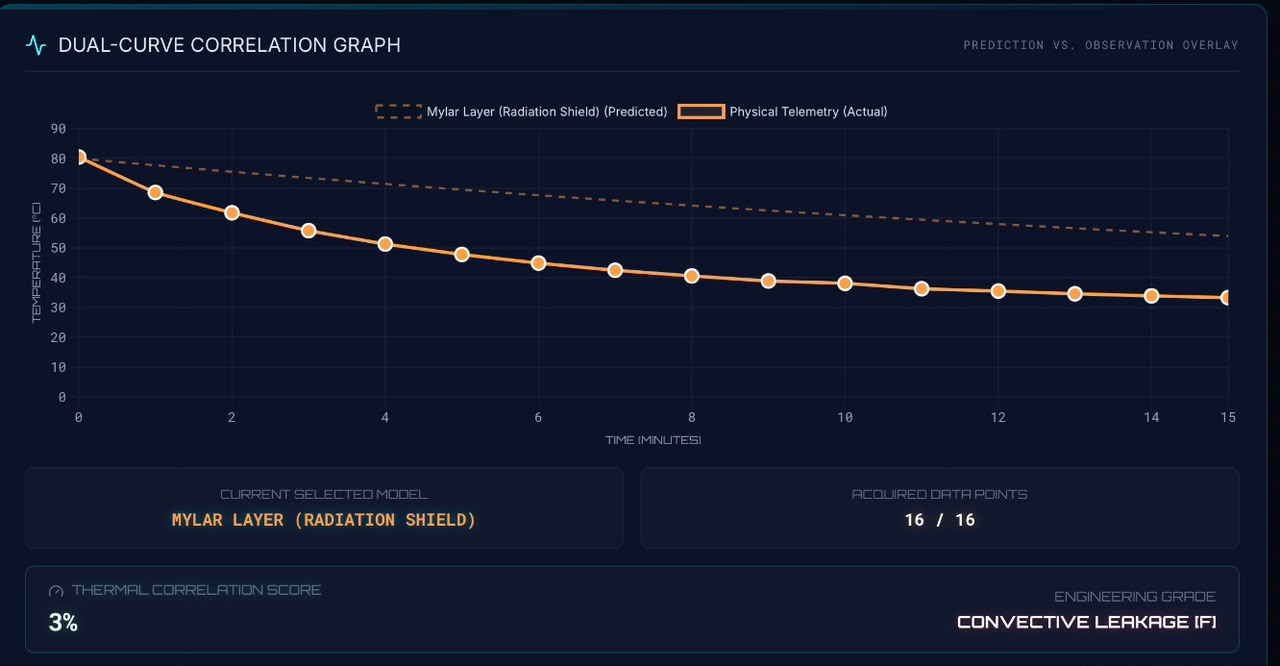 DUAL-CURVE CORRELATION GRAPH
PREDICTION VS. OBSERVATION OVERLAY
Mylar Layer (Radiation Shield) (Predicted)
Physical Telemetry (Actual)
90
80
70
60
50
40
30
20
10
0
TEMPERATURE (°C)
0 2 4 6 8 10 12 14 15
TIME (MINUTES)
CURRENT SELECTED MODEL
MYLAR LAYER (RADIATION SHIELD)
ACQUIRED DATA POINTS
16 / 16
THERMAL CORRELATION SCORE
3%
ENGINEERING GRADE
CONVECTIVE LEAKAGE [F]